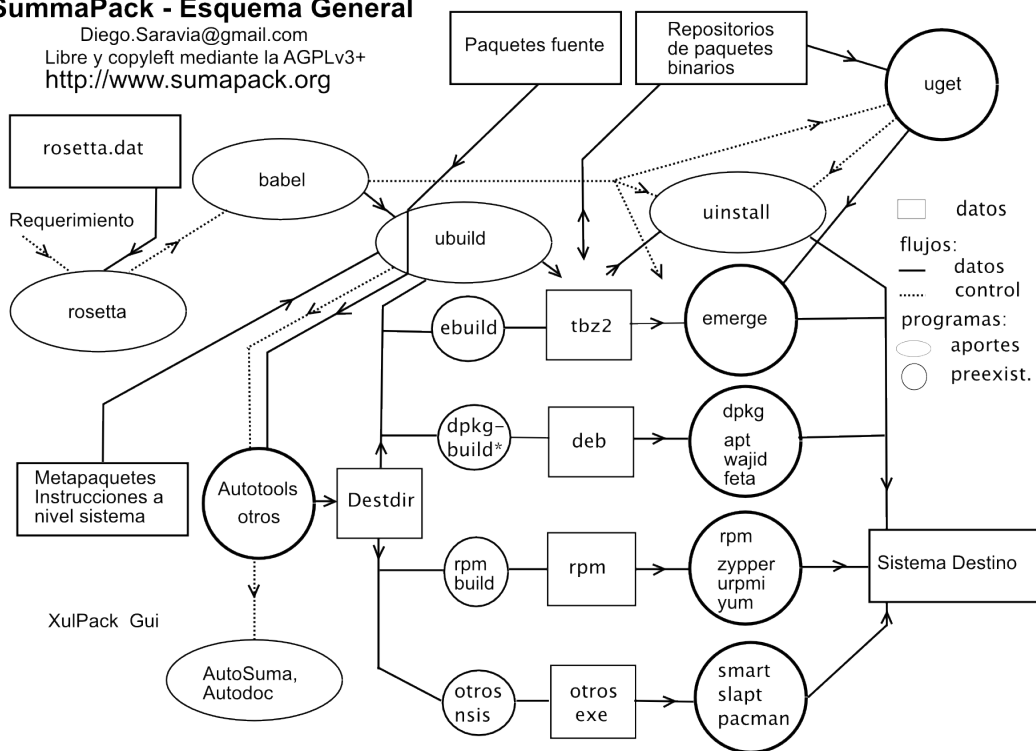 SummaPack - Esquema General
Diego.Saravia@gmail.com
Libre y copyleft mediante la AGPLv3+
http://www.sumapack.org
Paquetes fuente
Repositorios
de paquetes
binarios
uget
rosetta.dat
babel
Requerimiento
rosetta
ubuild
uinstall
datos
flujos:
datos
control
programas:
aportes
preexist.
ebuild
tbz2
emerge
dpkg-
build*
deb
dpkg
apt
wajid
feta
Metapaquetes
Instrucciones a
nivel sistema
Autotools
otros
Destdir
rpm
build
rpm
rpm
zypper
urpmi
yum
Sistema Destino
XulPack Gui
AutoSuma,
Autodoc
otros
nsis
otros
exe
smart
slapt
pacman